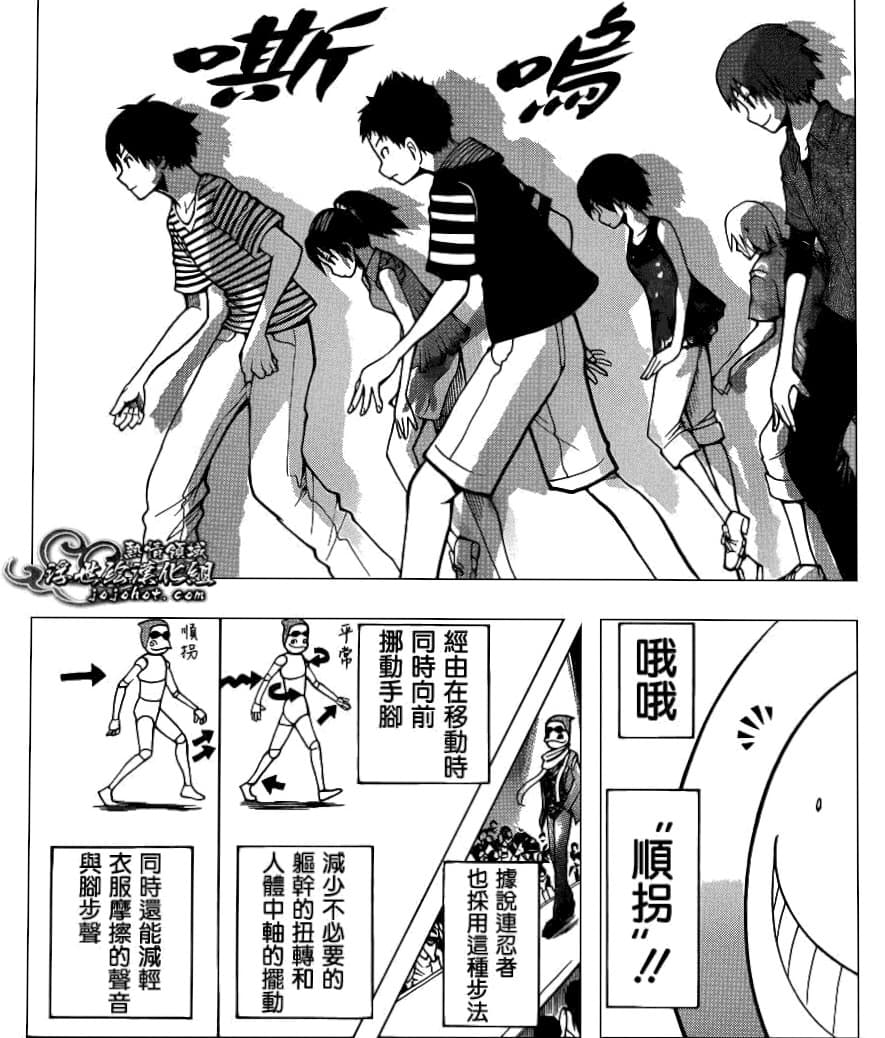 嗚
嘶
熱情領域
浮世绘漢化組
jojohot.com
哦哦
“順拐”!!
經由在移動時
同時向前
挪動手腳
平常
順拐
據說連忍者
也採用這種步法
減少不必要的
軀幹的扭轉和
人體中軸的擺動
同時還能減輕
衣服摩擦的聲音
與腳步聲